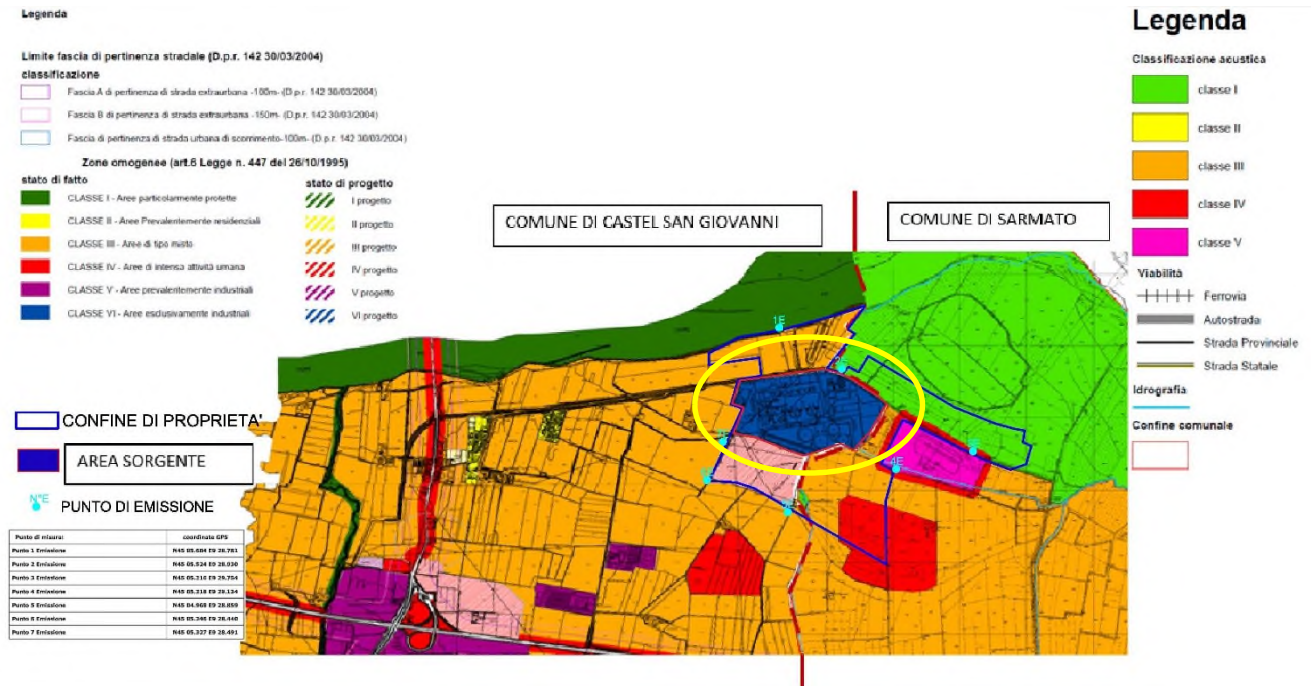 Legenda
Limite fascia di pertinenza stradale (D.p.r. 142 30/03/2004)
classificazione
Fascia A di pertinenza di strada extraurbana -100m- (D.p.r. 142 30/03/2004)
Fascia B di pertinenza di strada extraurbana -150m- (D.p.r. 142 30/03/2004)
Fascia di pertinenza di strada urbana di scorrimento-100m- (D.p.r. 142 30/03/2004)
Zone omogenee (art.6 Legge n. 447 del 26/10/1995)
stato di fatto
CLASSE I - Aree particolarmente protette
CLASSE II - Aree Prevalentemente residenziali
CLASSE III - Aree di tipo misto
CLASSE IV - Aree di intensa attività umana
CLASSE V - Aree prevalentemente industriali
CLASSE VI - Aree esclusivamente industriali
stato di progetto
I progetto
II progetto
III progetto
IV progetto
V progetto
VI progetto
COMUNE DI CASTEL SAN GIOVANNI
COMUNE DI SARMATO
Legenda
Classificazione acustica
classe I
classe II
classe III
classe IV
classe V
Viabilità
Ferrovia
Autostrada
Strada Provinciale
Strada Statale
Idrografia
Confine comunale
CONFINE DI PROPRIETA'
AREA SORGENTE
N°E
PUNTO DI EMISSIONE
1E
4E
Punto di misura: coordinate GPS
Punto 1 Emissione
Punto 2 Emissione
Punto 3 Emissione
Punto 4 Emissione
Punto 5 Emissione
Punto 6 Emissione
Punto 7 Emissione